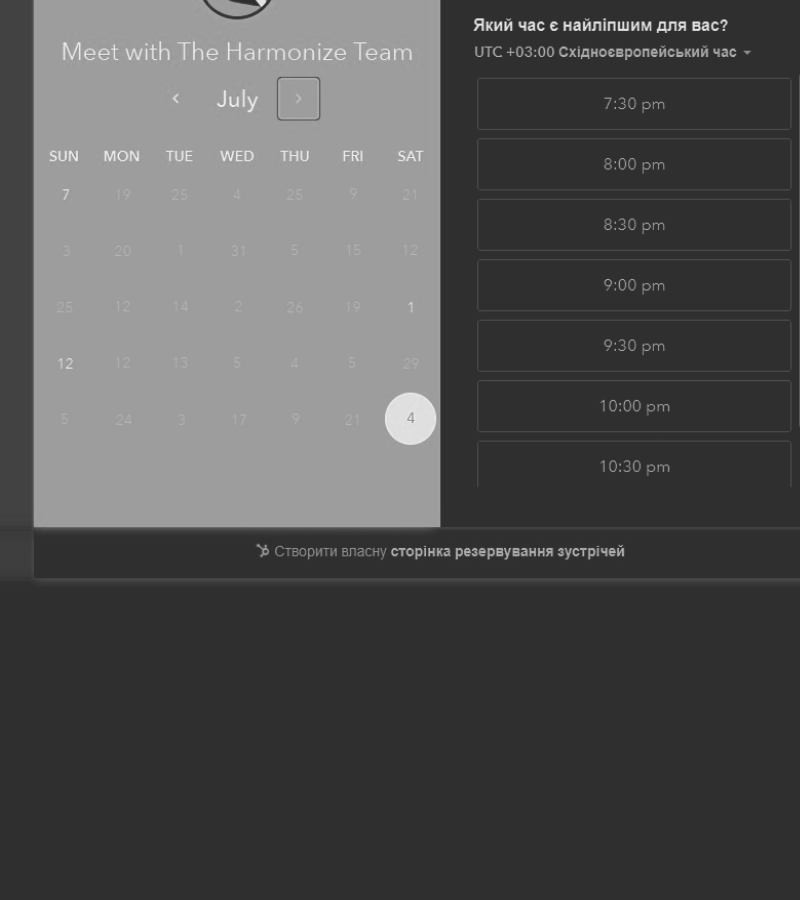 Meet with The Harmonize Team
July
SUN MON TUE WED THU FRI SAT
7 19 25 4 25 9 21
3 20 1 31 5 15 12
25 12 14 2 26 19 1
12 12 13 5 4 5 29
5 24 3 17 9 21 4
Який час є найліпшим для вас?
UTC +03:00 Східноєвропейський час
7:30 pm
8:00 pm
8:30 pm
9:00 pm
9:30 pm
10:00 pm
10:30 pm
Створити власну сторінка резервування зустрічей